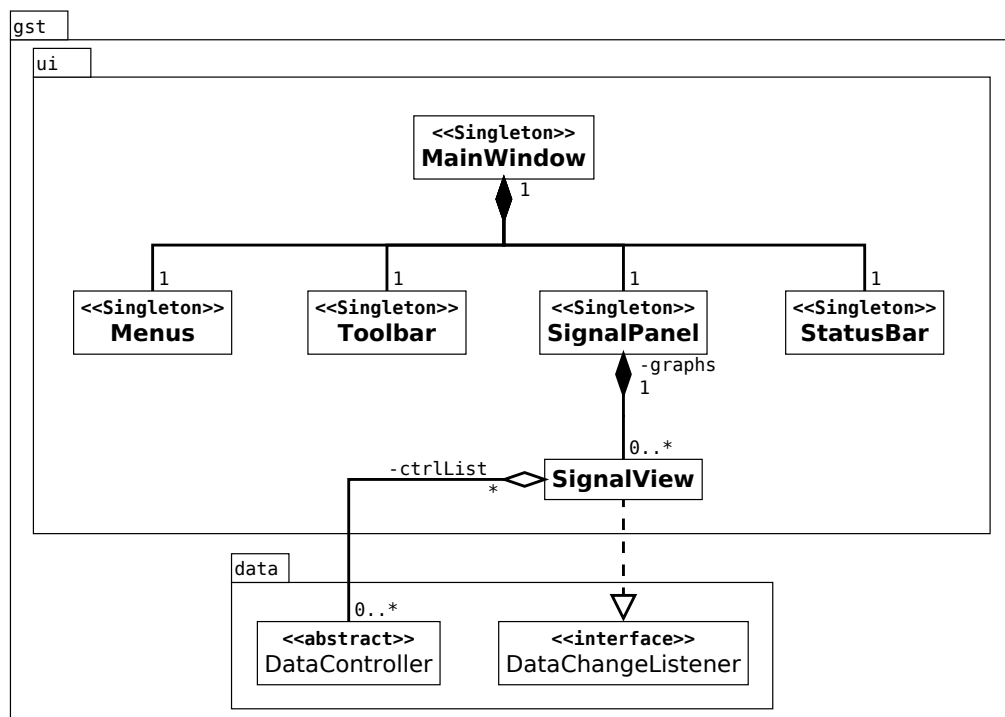 gst
ui
<<Singleton>>
MainWindow
1
1
1
1
1
<<Singleton>>
Menus
<<Singleton>>
Toolbar
<<Singleton>>
SignalPanel
<<Singleton>>
StatusBar
-graphs
1
0..*
-ctrlList
*
SignalView
data
0..*
<<abstract>>
DataController
<<interface>>
DataChangeListener